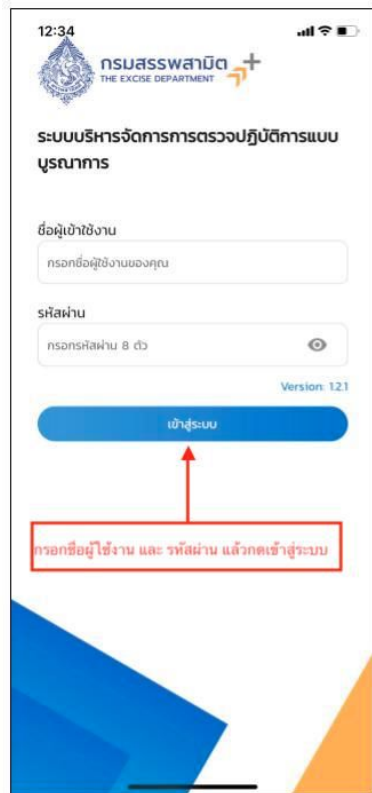 12:34
กรมสรรพสามิต
THE EXCISE DEPARTMENT
ระบบบริหารจัดการการตรวจปฏิบัติการแบบ
บูรณาการ
ชื่อผู้เข้าใช้งาน
กรอกชื่อผู้ใช้งานของคุณ
รหัสผ่าน
กรอกรหัสผ่าน 8 ตัว
Version: 1.2.1
เข้าสู่ระบบ
กรอกชื่อผู้ใช้งาน และ รหัสผ่าน แล้วกดเข้าสู่ระบบ